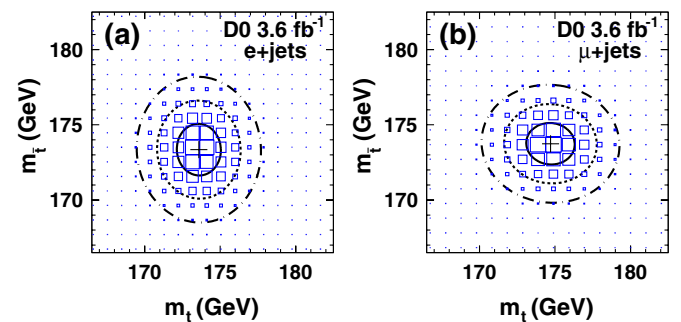 (a) D0 3.6 fb⁻¹
e+jets
180
175
170
m_t̄ (GeV)
170 175 180
m_t (GeV)
(b) D0 3.6 fb⁻¹
μ+jets
180
175
170
m_t̄ (GeV)
170 175 180
m_t (GeV)